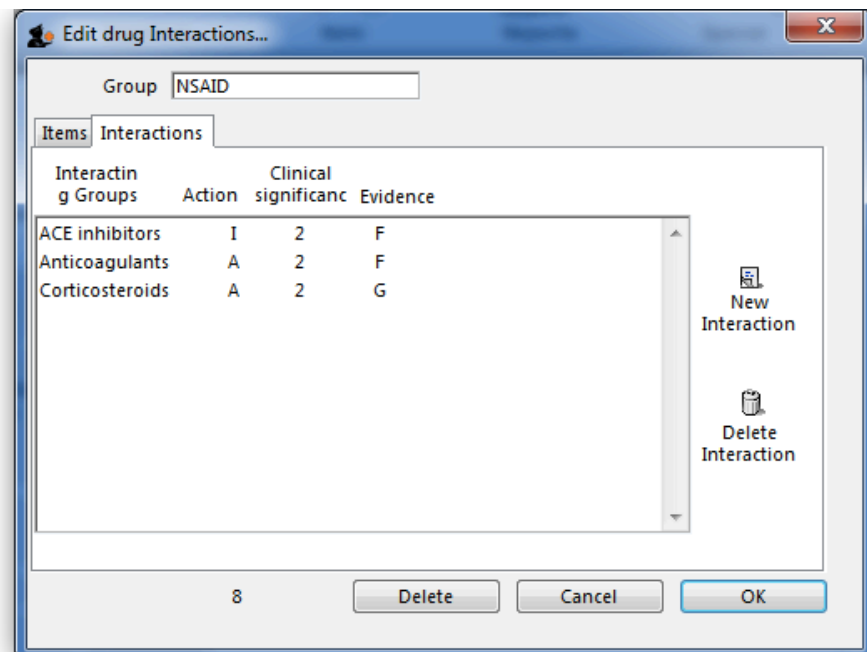 Edit drug Interactions...
X
Group NSAID
Items Interactions
Interactin
g Groups Action Clinical
significanc Evidence
ACE inhibitors I 2 F
Anticoagulants A 2 F
Corticosteroids A 2 G
New
Interaction
Delete
Interaction
8 Delete Cancel OK